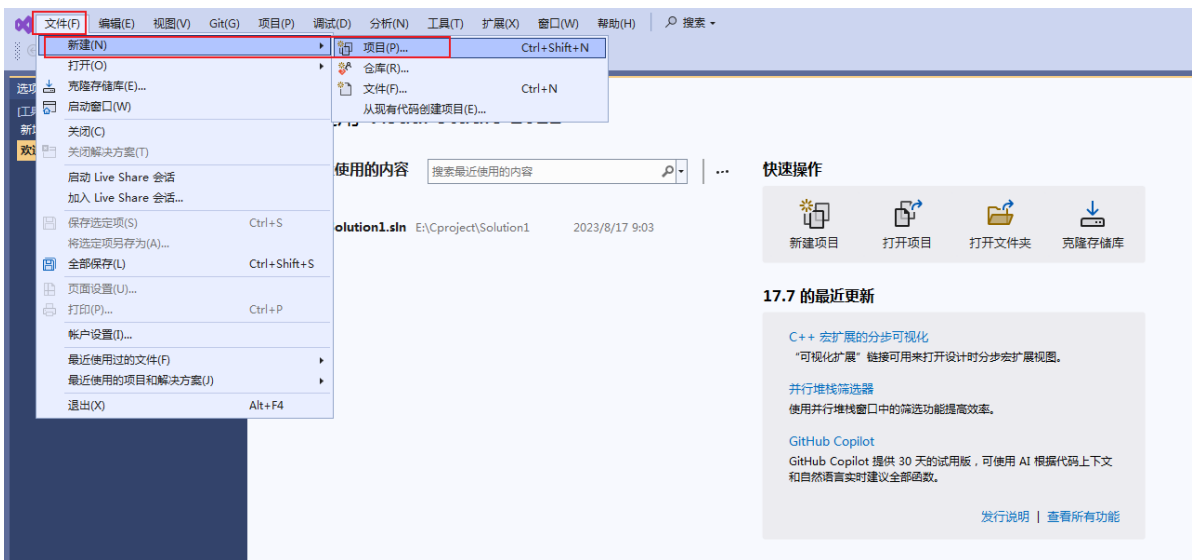 文件(F) 编辑(E) 视图(V) Git(G) 项目(P) 调试(D) 分析(N) 工具(T) 扩展(X) 窗口(W) 帮助(H) 搜索
新建(N)
打开(O)
克隆存储库(E)...
启动窗口(W)
关闭(C)
关闭解决方案(T)
启动 Live Share 会话
加入 Live Share 会话...
保存选定项(S) Ctrl+S
将选定项另存为(A)...
全部保存(L) Ctrl+Shift+S
页面设置(U)...
打印(P)... Ctrl+P
帐户设置(I)...
最近使用过的文件(F)
最近使用的项目和解决方案(J)
退出(X) Alt+F4
项目(P)... Ctrl+Shift+N
仓库(R)...
文件(F)... Ctrl+N
从现有代码创建项目(E)...
选项
[工具
新增
欢迎
使用的内容
搜索最近使用的内容
olution1.sln E:\Cproject\Solution1 2023/8/17 9:03
快速操作
新建项目 打开项目 打开文件夹 克隆存储库
17.7 的最近更新
C++ 宏扩展的分步可视化
“可视化扩展”链接可用来打开设计时分步宏扩展视图。
并行堆栈筛选器
使用并行堆栈窗口中的筛选功能提高效率。
GitHub Copilot
GitHub Copilot 提供 30 天的试用版，可使用 AI 根据代码上下文
和自然语言实时建议全部函数。
发行说明 | 查看所有功能